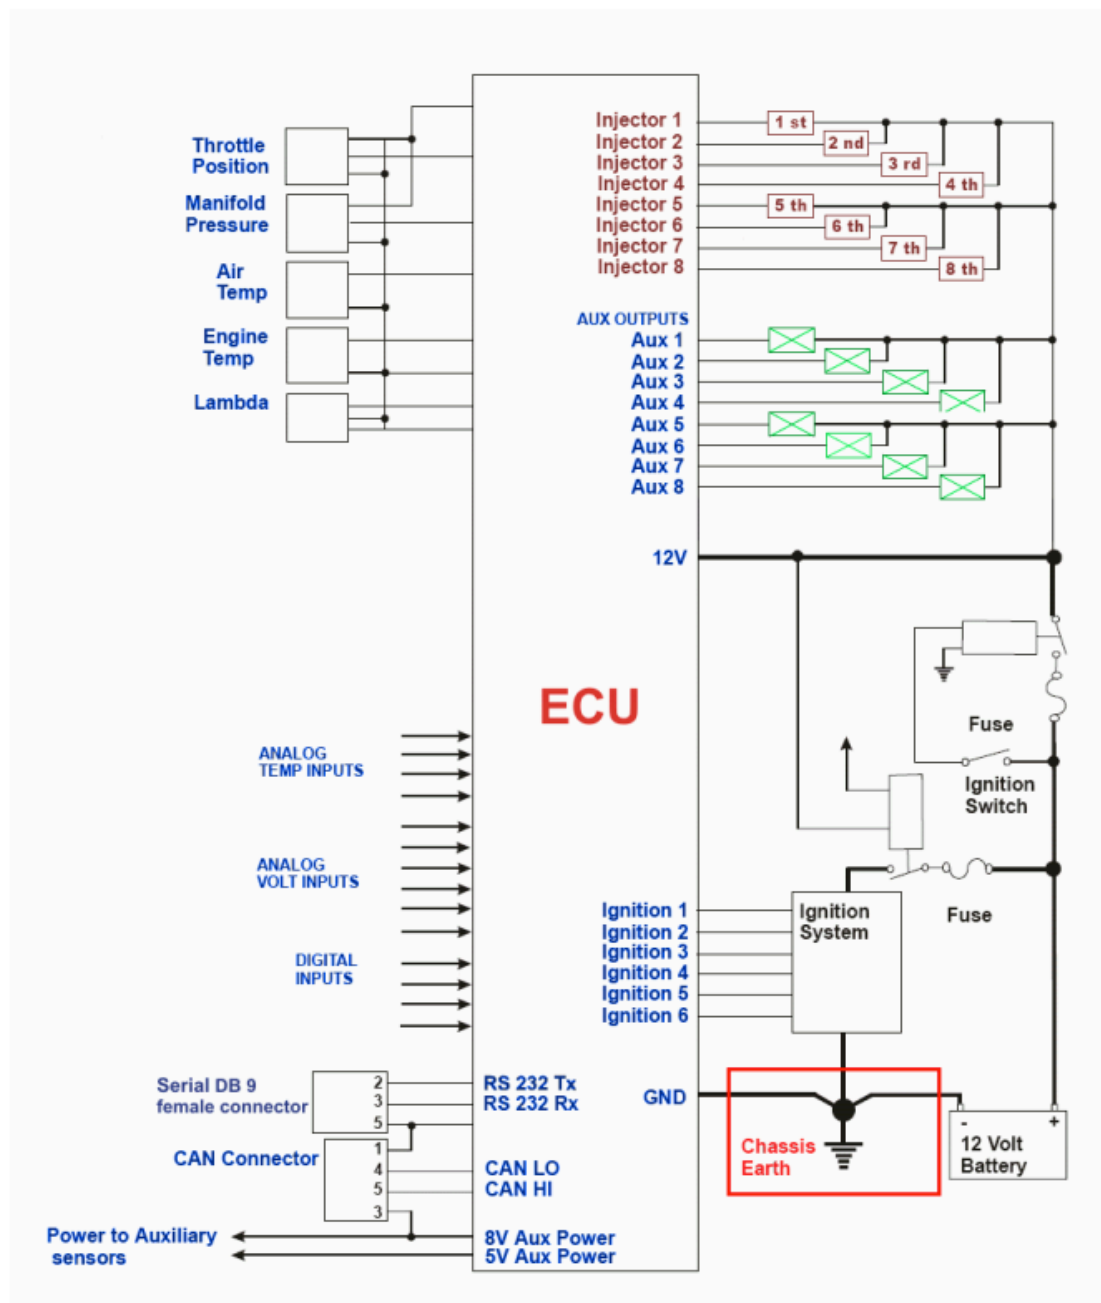 Throttle
Position
Manifold
Pressure
Air
Temp
Engine
Temp
Lambda
ANALOG
TEMP INPUTS
ANALOG
VOLT INPUTS
DIGITAL
INPUTS
Serial DB 9
female connector
2
3
5
CAN Connector
1
4
5
3
Power to Auxiliary
sensors
ECU
RS 232 Tx
RS 232 Rx
CAN LO
CAN HI
8V Aux Power
5V Aux Power
Injector 1
Injector 2
Injector 3
Injector 4
Injector 5
Injector 6
Injector 7
Injector 8
1 st
2 nd
3 rd
4 th
5 th
6 th
7 th
8 th
AUX OUTPUTS
Aux 1
Aux 2
Aux 3
Aux 4
Aux 5
Aux 6
Aux 7
Aux 8
12V
Fuse
Ignition
Switch
Fuse
Ignition 1
Ignition 2
Ignition 3
Ignition 4
Ignition 5
Ignition 6
Ignition
System
GND
Chassis
Earth
- +
12 Volt
Battery